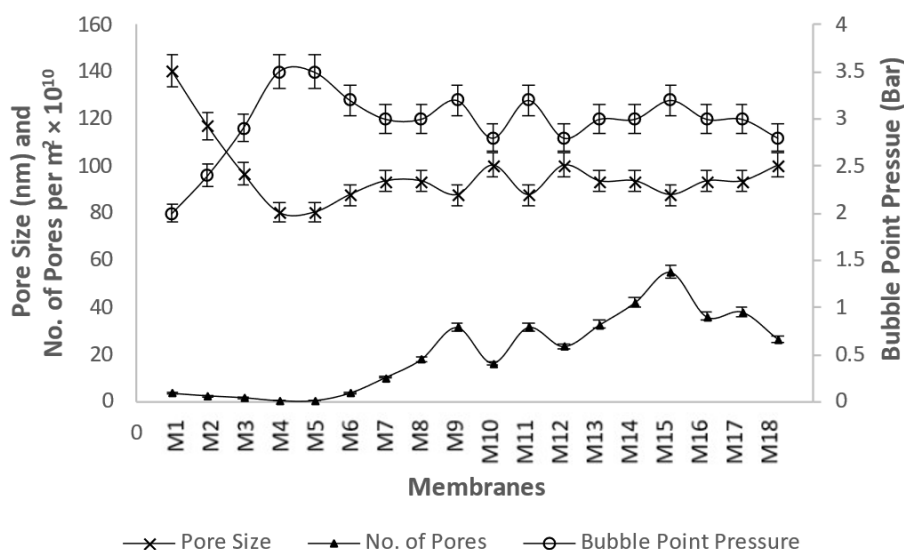 Pore Size (nm) and
No. of Pores per m² × 10¹⁰
160
140
120
100
80
60
40
20
0
4
3.5
3
2.5
2
1.5
1
0.5
0
Bubble Point Pressue (Bar)
0
M1
M2
M3
M4
M5
M6
M7
M8
M9
M10
M11
M12
M13
M14
M15
M16
M17
M18
Membranes
Pore Size
No. of Pores
Bubble Point Pressure